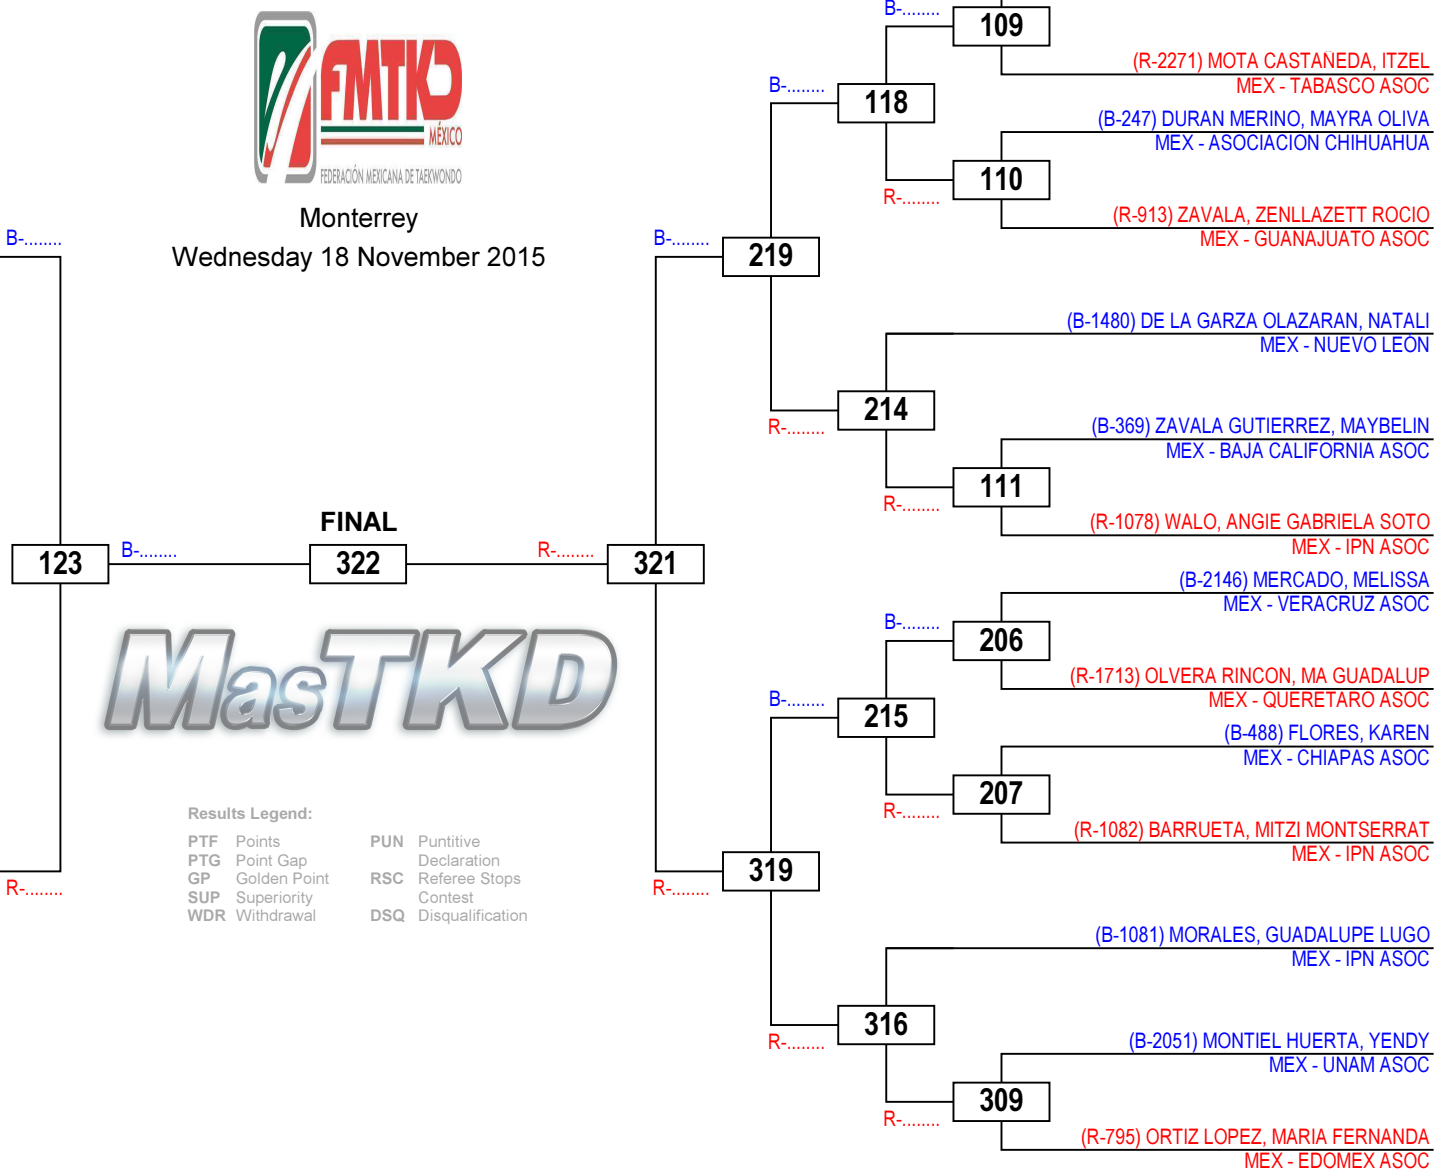 FMTKD
MÉXICO
FEDERACIÓN MEXICANA DE TAEKWONDO
Monterrey
Wednesday 18 November 2015
B-........
R-........
123
B-........
FINAL
322
R-........
321
MasTKD
Results Legend:
PTF Points
PTG Point Gap
GP Golden Point
SUP Superiority
WDR Withdrawal
PUN Puntitive
Declaration
RSC Referee Stops
Contest
DSQ Disqualification
B-........
219
R-........
319
B-........
118
R-........
214
B-........
215
R-........
316
B-........
109
(R-2271) MOTA CASTAÑEDA, ITZEL
MEX - TABASCO ASOC
(B-247) DURAN MERINO, MAYRA OLIVA
MEX - ASOCIACION CHIHUAHUA
R-........
110
(R-913) ZAVALA, ZENLLAZETT ROCIO
MEX - GUANAJUATO ASOC
(B-1480) DE LA GARZA OLAZARAN, NATALI
MEX - NUEVO LEÓN
(B-369) ZAVALA GUTIERREZ, MAYBELIN
MEX - BAJA CALIFORNIA ASOC
R-........
111
(R-1078) WALO, ANGIE GABRIELA SOTO
MEX - IPN ASOC
(B-2146) MERCADO, MELISSA
MEX - VERACRUZ ASOC
B-........
206
(R-1713) OLVERA RINCON, MA GUADALUP
MEX - QUERETARO ASOC
(B-488) FLORES, KAREN
MEX - CHIAPAS ASOC
R-........
207
(R-1082) BARRUETA, MITZI MONTSERRAT
MEX - IPN ASOC
(B-1081) MORALES, GUADALUPE LUGO
MEX - IPN ASOC
(B-2051) MONTIEL HUERTA, YENDY
MEX - UNAM ASOC
R-........
309
(R-795) ORTIZ LOPEZ, MARIA FERNANDA
MEX - EDOMEX ASOC